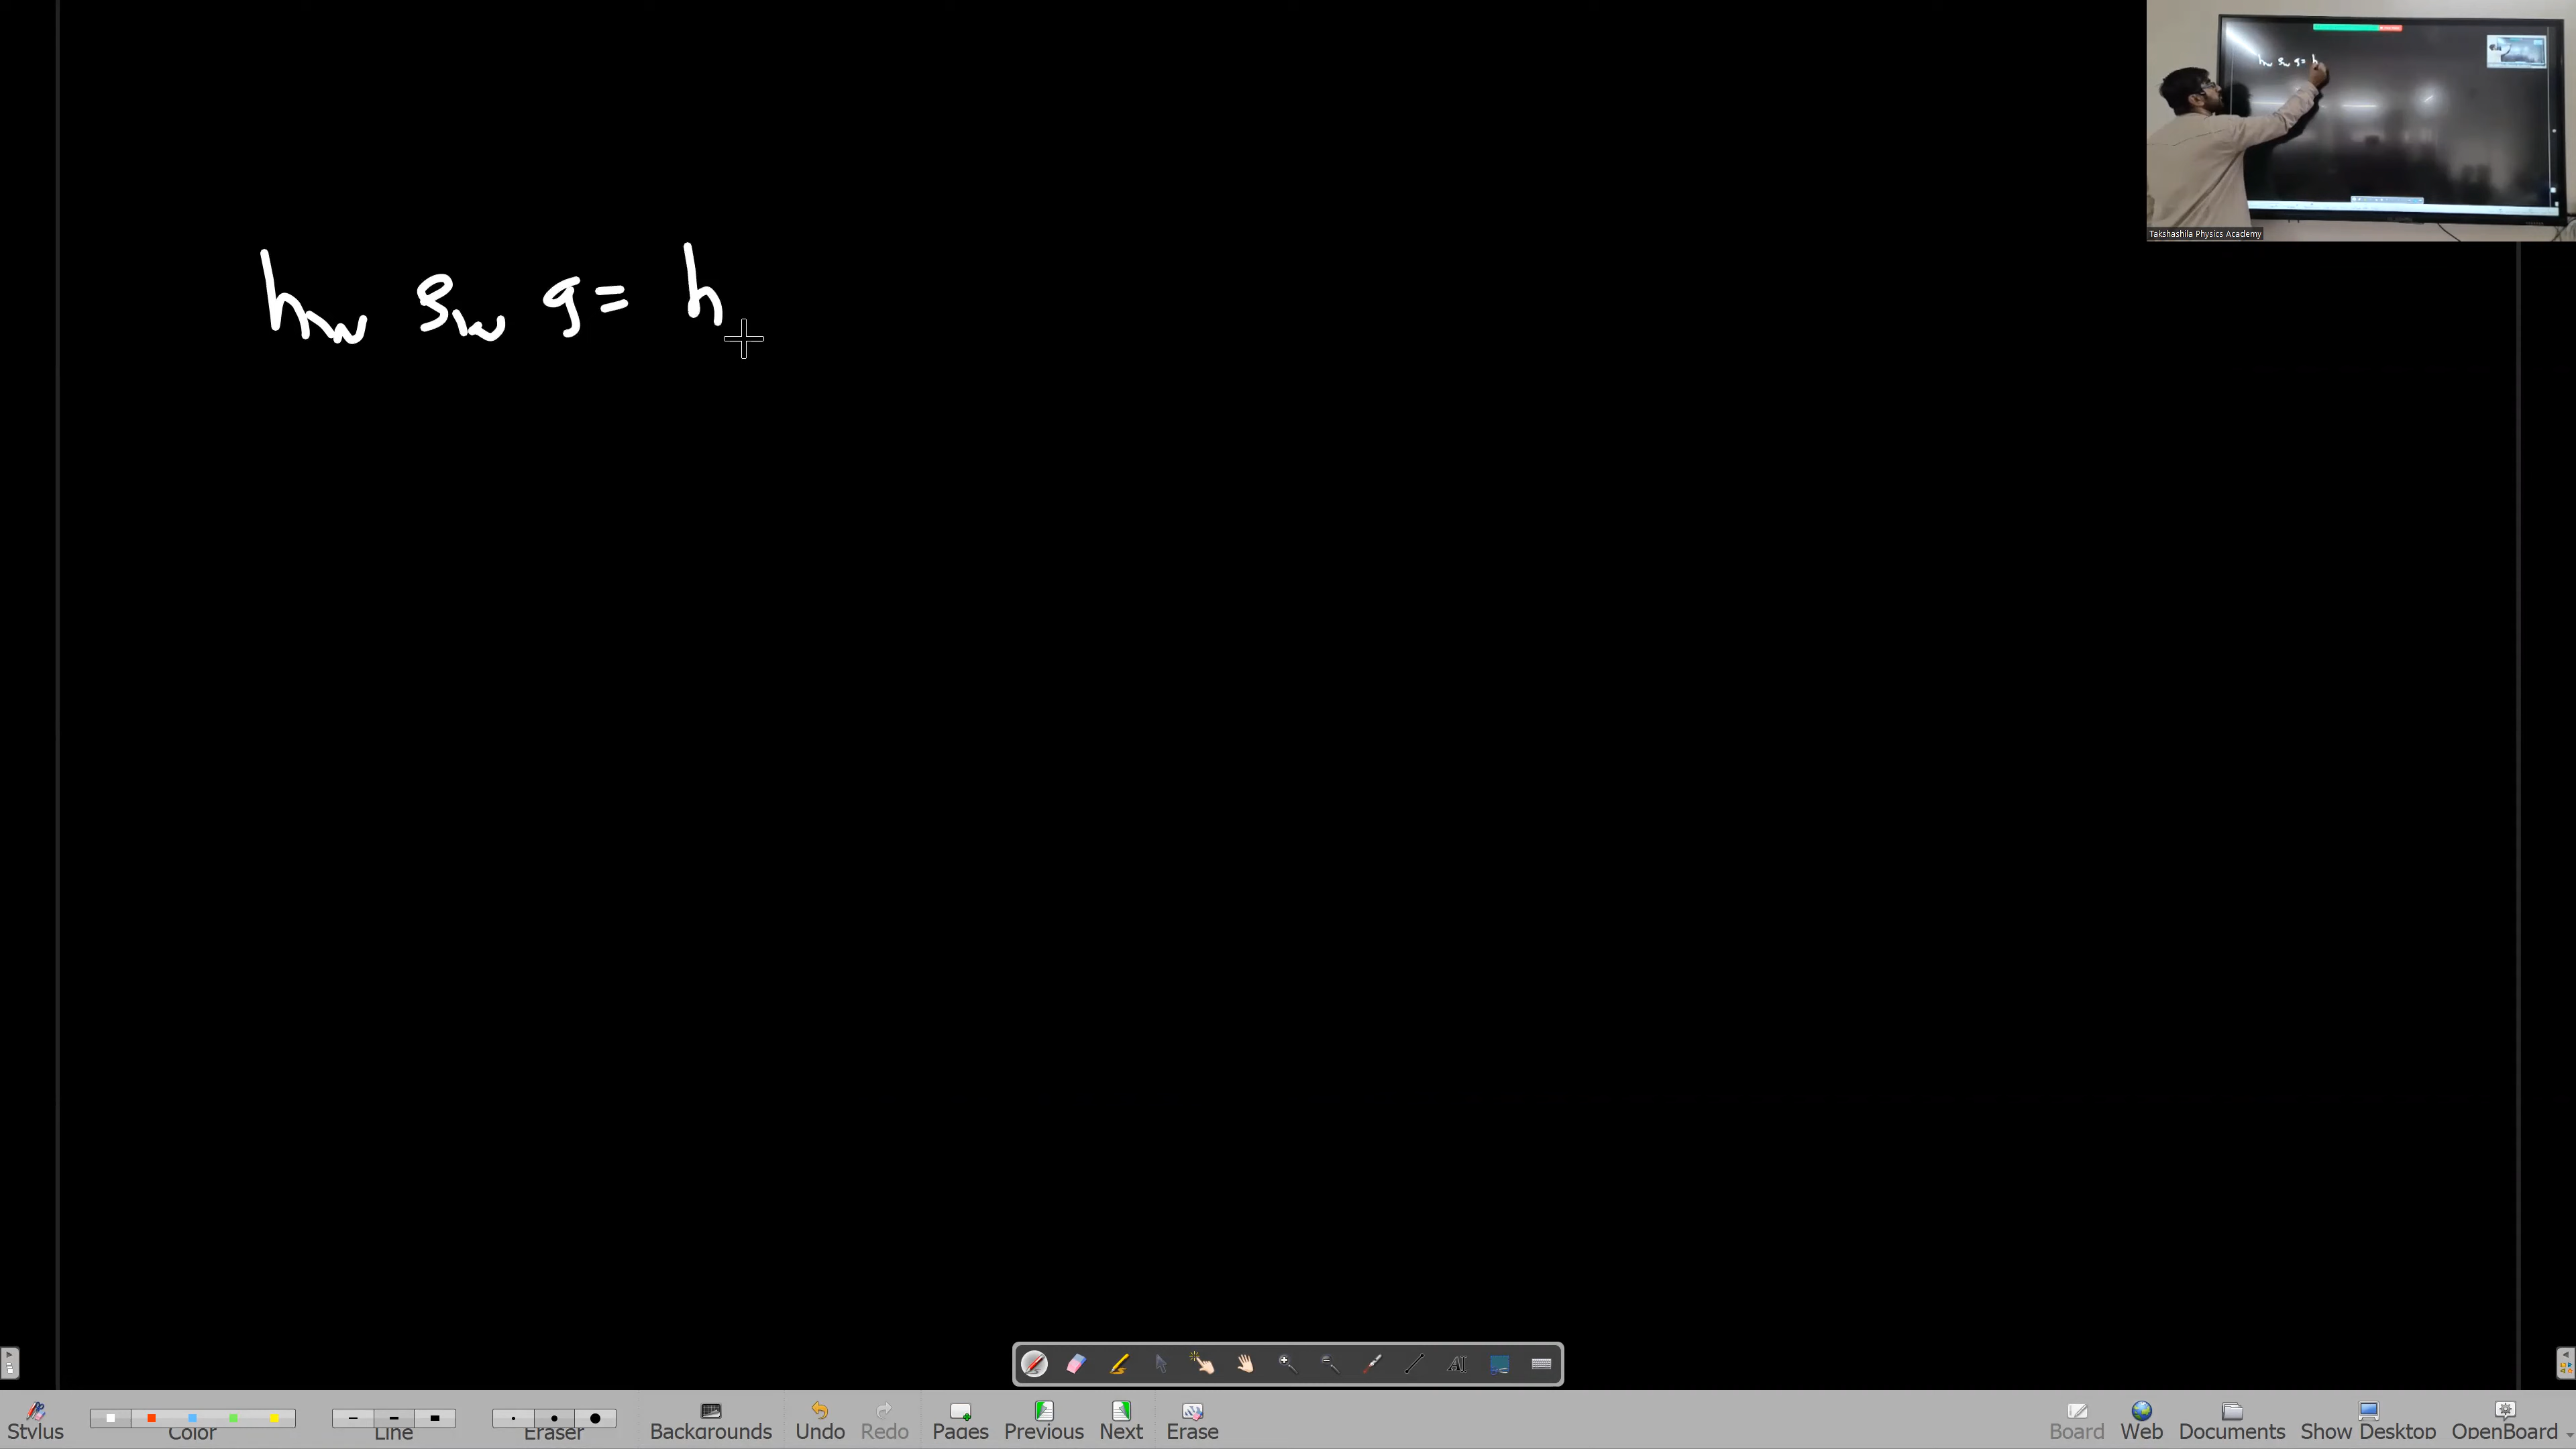 Takshashila Physics Academy
hw ρw g = h
Stylus Color Line Eraser Backgrounds Undo Redo Pages Previous Next Erase Board Web Documents Show Desktop OpenBoard